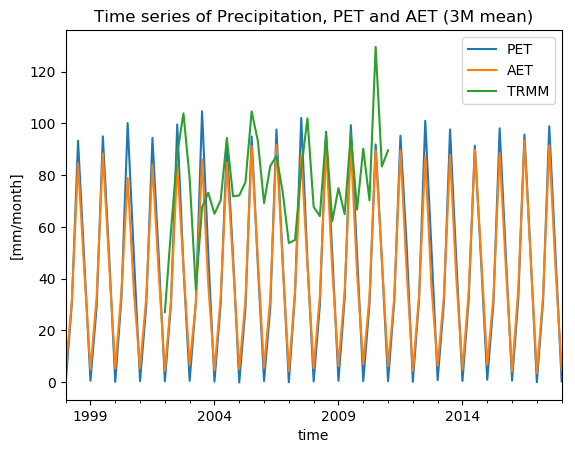 Time series of Precipitation, PET and AET (3M mean)
PET
AET
TRMM
[mm/month]
120
100
80
60
40
20
0
1999 2004 2009 2014
time